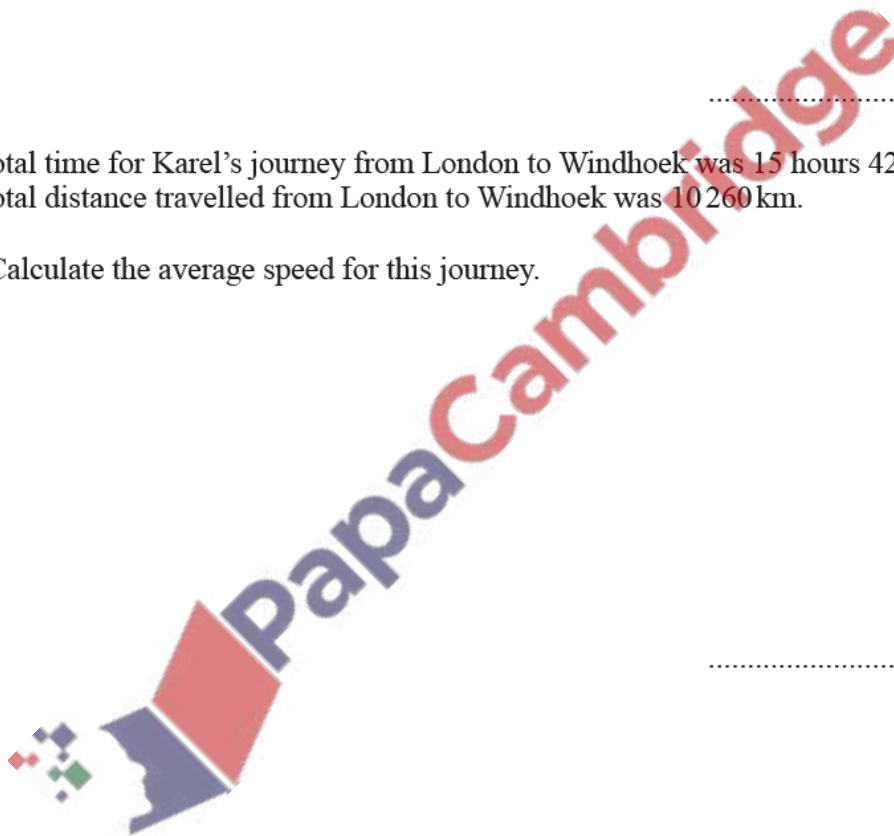 otal time for Karel’s journey from London to Windhoek was 15 hours 42
otal distance travelled from London to Windhoek was 10 260 km.
Calculate the average speed for this journey.
PapaCambridge